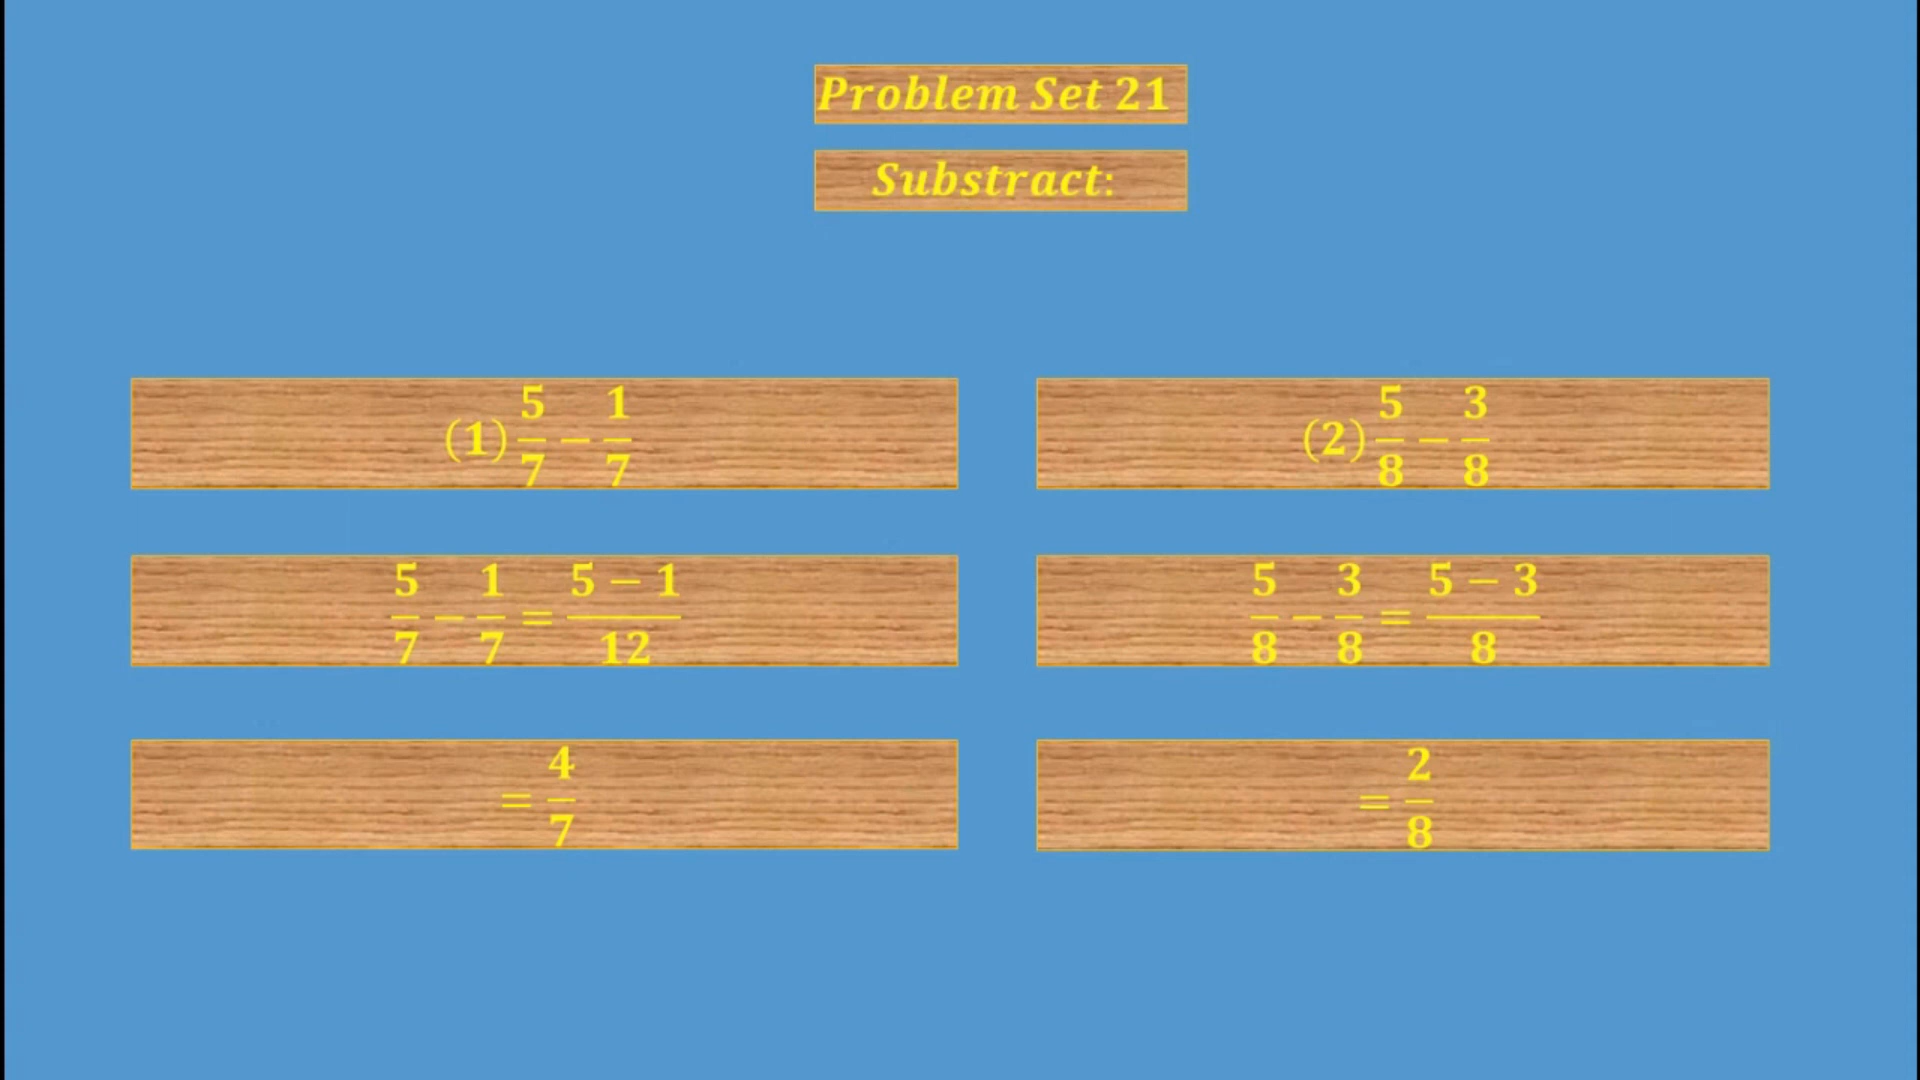 Problem Set 21
Substract:
(1) 5/7 − 1/7
(2) 5/8 − 3/8
5/7 − 1/7 = (5 − 1)/12
5/8 − 3/8 = (5 − 3)/8
= 4/7
= 2/8